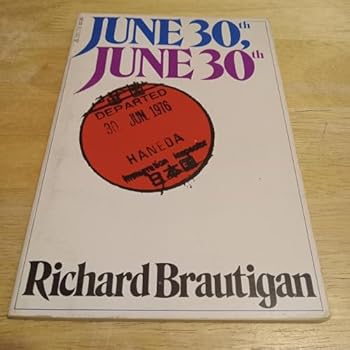 JUNE 30th,
JUNE 30th
DEPARTED
30 JUN. 1976
HANEDA
Immigration Inspector
日本国
Richard Brautigan